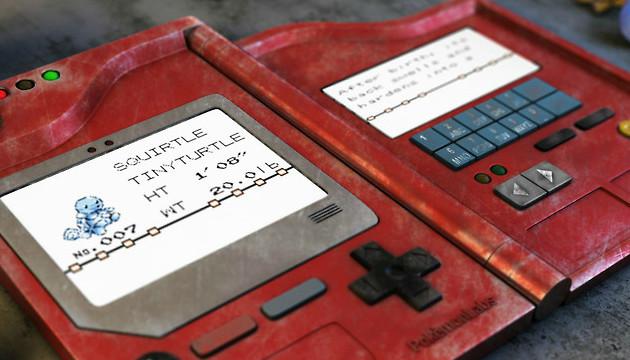 SQUIRTLE
TINYTURTLE
HT 1'08"
WT 20.0lb
No.007
After birth, its
back swells and
hardens into a